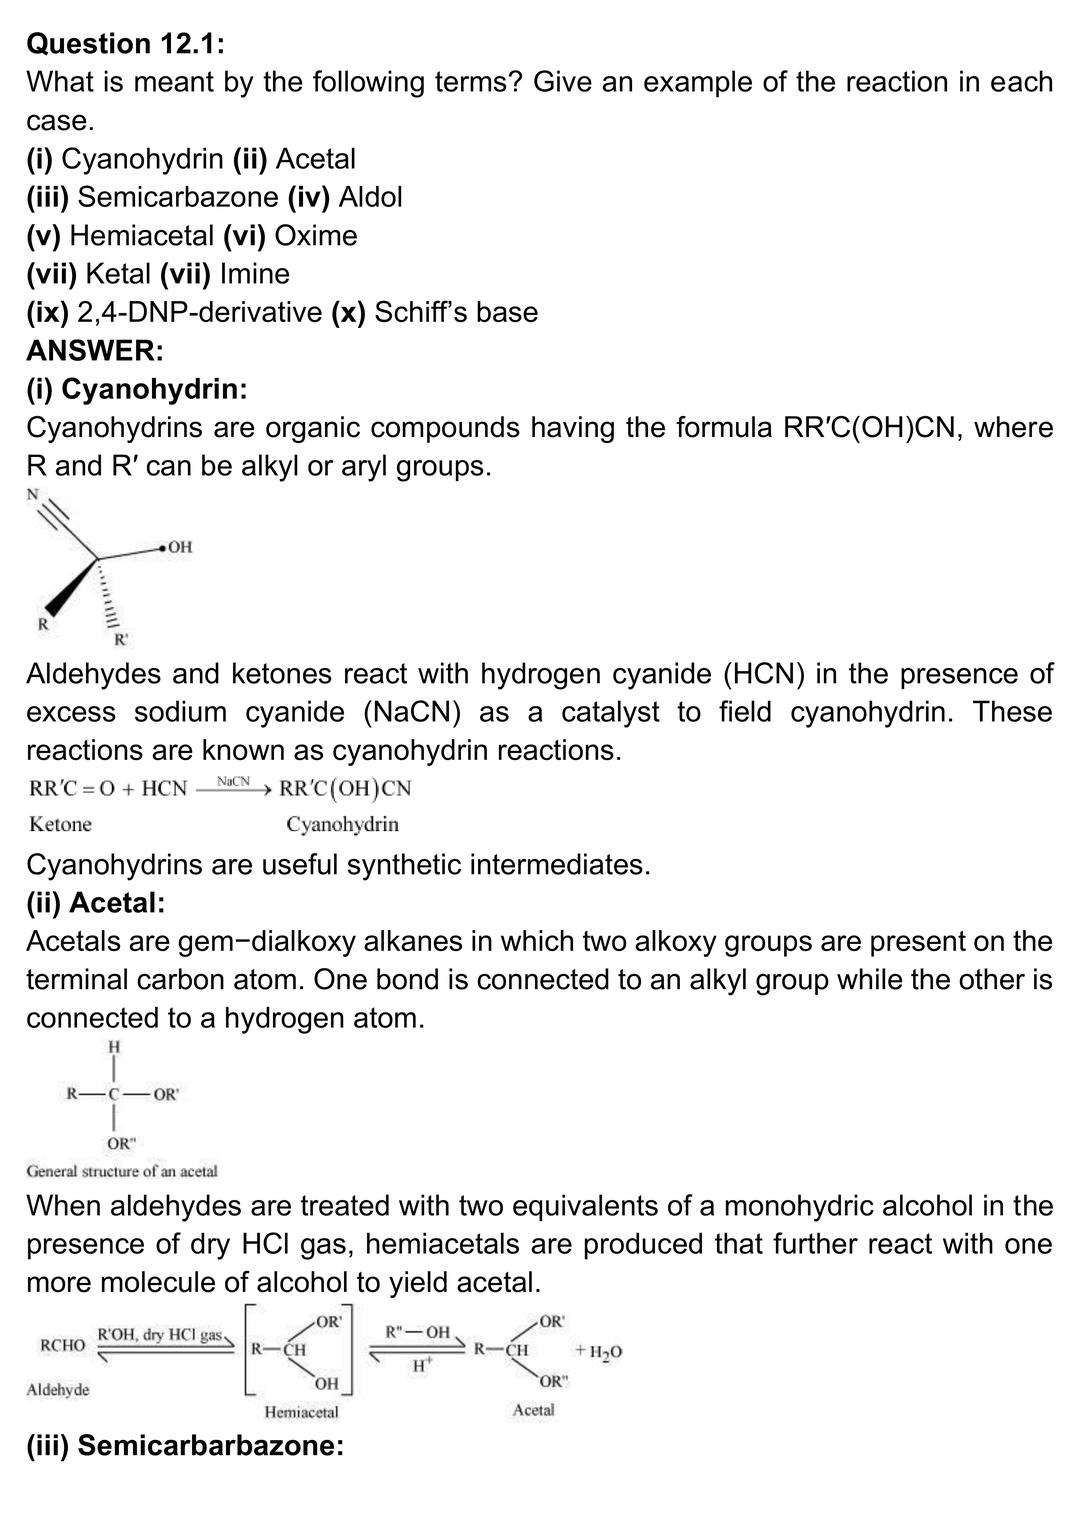 Question 12.1:
What is meant by the following terms? Give an example of the reaction in each
case.
(i) Cyanohydrin (ii) Acetal
(iii) Semicarbazone (iv) Aldol
(v) Hemiacetal (vi) Oxime
(vii) Ketal (vii) Imine
(ix) 2,4-DNP-derivative (x) Schiff's base
ANSWER:
(i) Cyanohydrin:
Cyanohydrins are organic compounds having the formula RR′C(OH)CN, where
R and R′ can be alkyl or aryl groups.
N
OH
R
R'
Aldehydes and ketones react with hydrogen cyanide (HCN) in the presence of
excess sodium cyanide (NaCN) as a catalyst to field cyanohydrin. These
reactions are known as cyanohydrin reactions.
RR′C = O + HCN —NaCN→ RR′C(OH)CN
Ketone Cyanohydrin
Cyanohydrins are useful synthetic intermediates.
(ii) Acetal:
Acetals are gem−dialkoxy alkanes in which two alkoxy groups are present on the
terminal carbon atom. One bond is connected to an alkyl group while the other is
connected to a hydrogen atom.
H
R—C—OR'
OR"
General structure of an acetal
When aldehydes are treated with two equivalents of a monohydric alcohol in the
presence of dry HCl gas, hemiacetals are produced that further react with one
more molecule of alcohol to yield acetal.
OR' OR'
RCHO R'OH, dry HCl gas R—CH R"—OH H⁺ R—CH + H₂O
OH OR"
Aldehyde Hemiacetal Acetal
(iii) Semicarbarbazone: